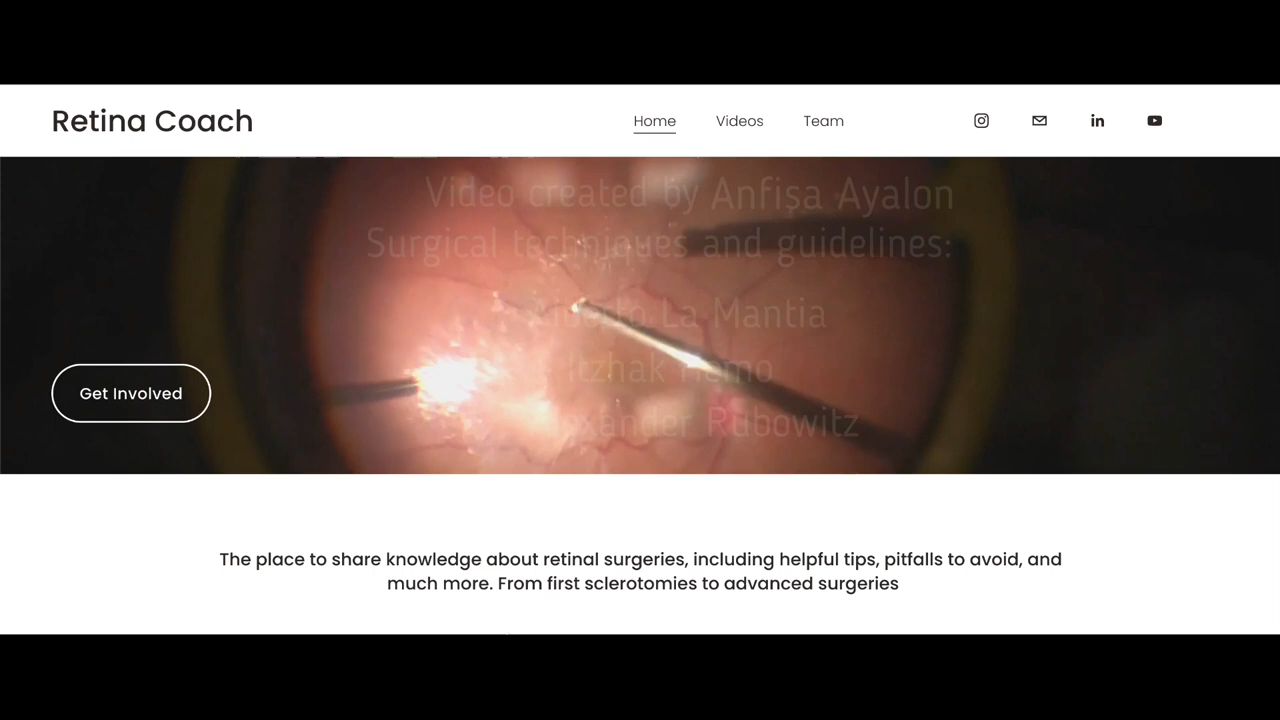 Retina Coach
Home
Videos
Team
Video created by Anfisa Ayalon
Surgical techniques and guidelines:
La Mantia
Itzhak Hemo
Rubowitz
Get Involved
The place to share knowledge about retinal surgeries, including helpful tips, pitfalls to avoid, and
much more. From first sclerotomies to advanced surgeries